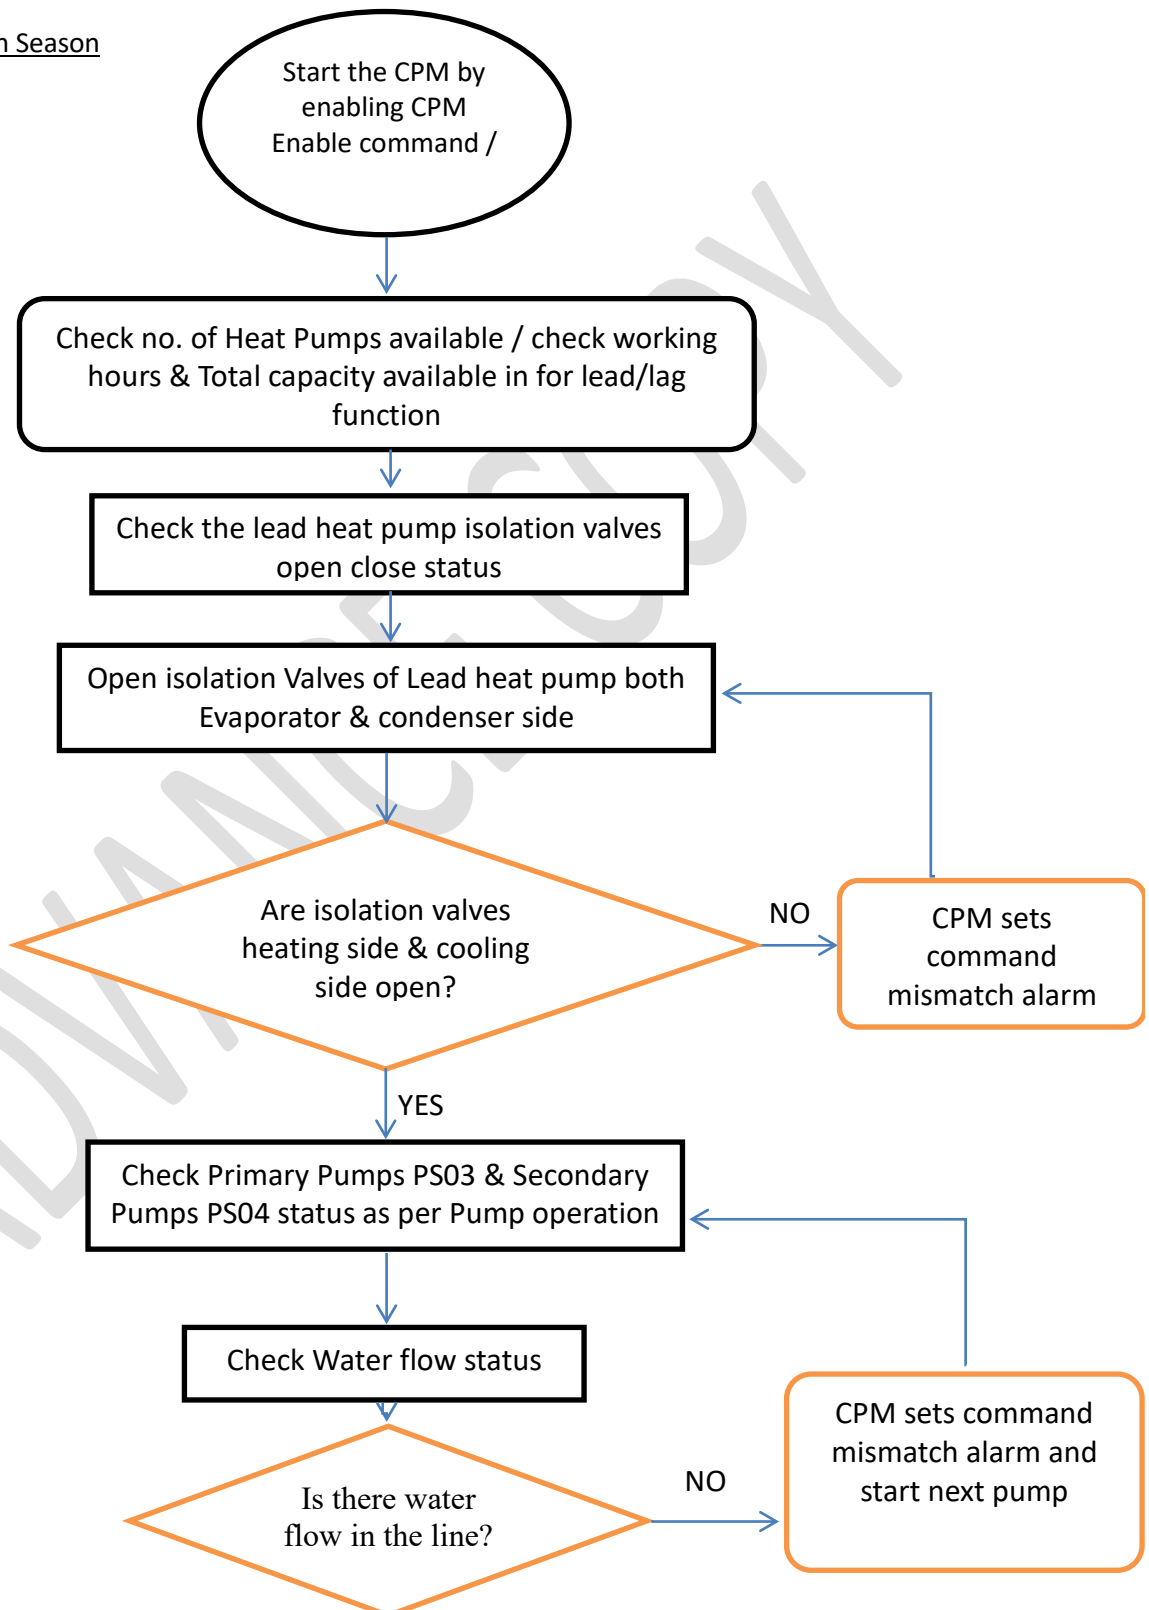 Season
Start the CPM by
enabling CPM
Enable command /
Check no. of Heat Pumps available / check working
hours & Total capacity available in for lead/lag
function
Check the lead heat pump isolation valves
open close status
Open isolation Valves of Lead heat pump both
Evaporator & condenser side
Are isolation valves
heating side & cooling
side open?
NO
CPM sets
command
mismatch alarm
YES
Check Primary Pumps PS03 & Secondary
Pumps PS04 status as per Pump operation
Check Water flow status
Is there water
flow in the line?
NO
CPM sets command
mismatch alarm and
start next pump
ADVANCE COPY